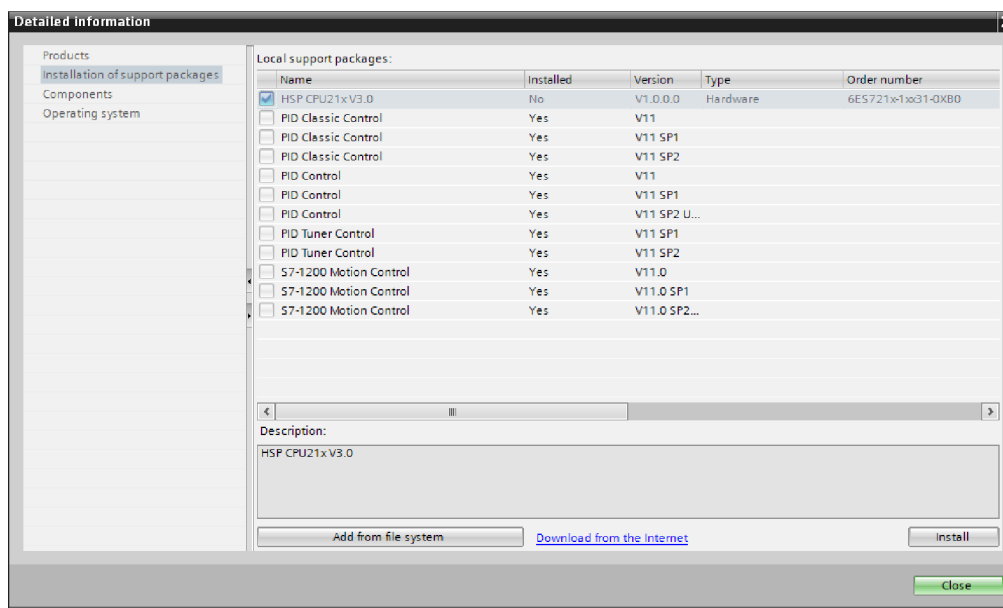 Detailed information
Products
Installation of support packages
Components
Operating system
Local support packages:
Name Installed Version Type Order number
HSP CPU21x V3.0 No V1.0.0.0 Hardware 6ES721x-1xx31-0XB0
PID Classic Control Yes V11
PID Classic Control Yes V11 SP1
PID Classic Control Yes V11 SP2
PID Control Yes V11
PID Control Yes V11 SP1
PID Control Yes V11 SP2 U...
PID Tuner Control Yes V11 SP1
PID Tuner Control Yes V11 SP2
S7-1200 Motion Control Yes V11.0
S7-1200 Motion Control Yes V11.0 SP1
S7-1200 Motion Control Yes V11.0 SP2...
Description:
HSP CPU21x V3.0
Add from file system Download from the Internet Install
Close